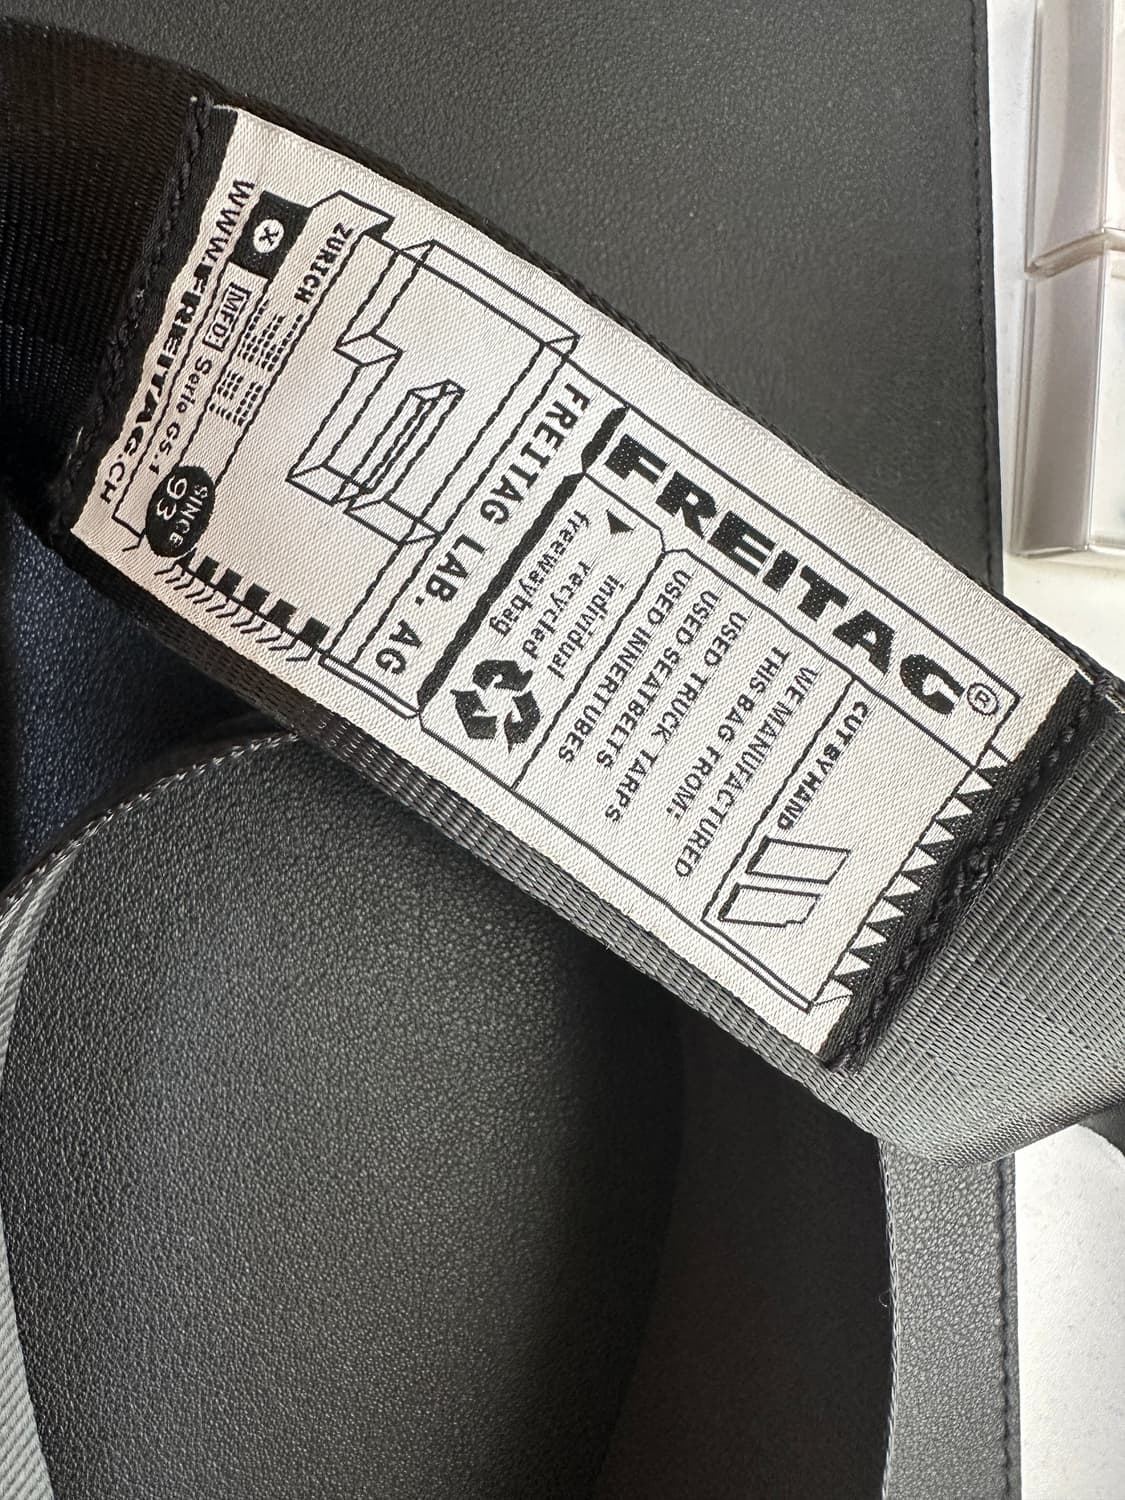 FREITAG®
CUT BY HAND
WE MANUFACTURED
THIS BAG FROM:
USED TRUCK TARPS
USED SEATBELTS
USED INNERTUBES
individual
recycled
freewaybag
FREITAG LAB. AG
ZURICH
X
MFD:
Serie G5.1
SINCE
93
WWW.FREITAG.CH